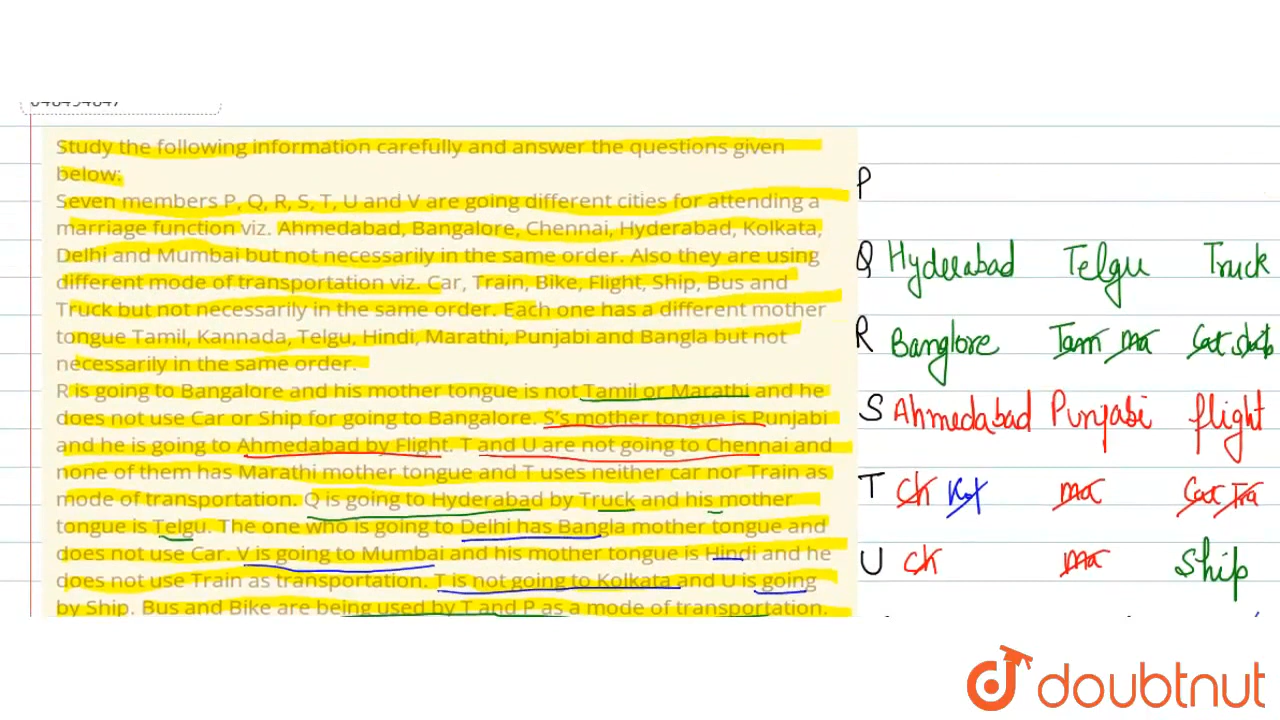 Study the following information carefully and answer the questions given
below:
Seven members P, Q, R, S, T, U and V are going different cities for attending a
marriage function viz. Ahmedabad, Bangalore, Chennai, Hyderabad, Kolkata,
Delhi and Mumbai but not necessarily in the same order. Also they are using
different mode of transportation viz. Car, Train, Bike, Flight, Ship, Bus and
Truck but not necessarily in the same order. Each one has a different mother
tongue Tamil, Kannada, Telgu, Hindi, Marathi, Punjabi and Bangla but not
necessarily in the same order.
R is going to Bangalore and his mother tongue is not Tamil or Marathi and he
does not use Car or Ship for going to Bangalore. S's mother tongue is Punjabi
and he is going to Ahmedabad by Flight. T and U are not going to Chennai and
none of them has Marathi mother tongue and T uses neither car nor Train as
mode of transportation. Q is going to Hyderabad by Truck and his mother
tongue is Telgu. The one who is going to Delhi has Bangla mother tongue and
does not use Car. V is going to Mumbai and his mother tongue is Hindi and he
does not use Train as transportation. T is not going to Kolkata and U is going
by Ship. Bus and Bike are being used by T and P as a mode of transportation.
P
Q Hyderabad Telgu Truck
R Banglore Tam Ma Car Ship
S Ahmedabad Punjabi flight
T Ch Kol Ma Car Tra
U Ch Ma Ship
doubtnut